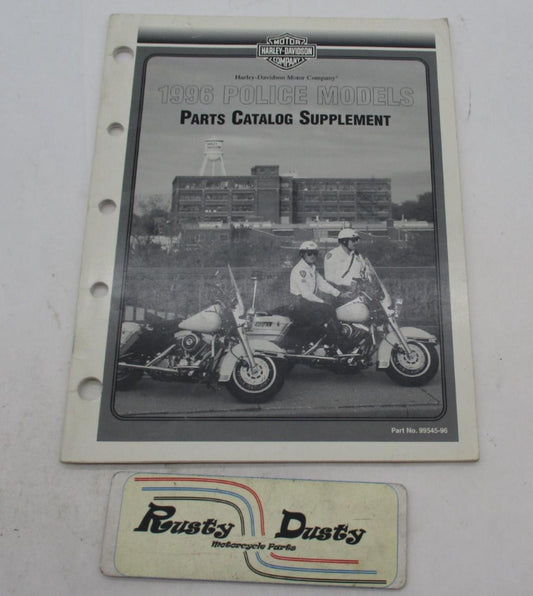 MOTOR
HARLEY-DAVIDSON
COMPANY
Harley-Davidson Motor Company®
1996 POLICE MODELS
PARTS CATALOG SUPPLEMENT
Part No. 99545-96
Rusty Dusty
Motorcycle Parts